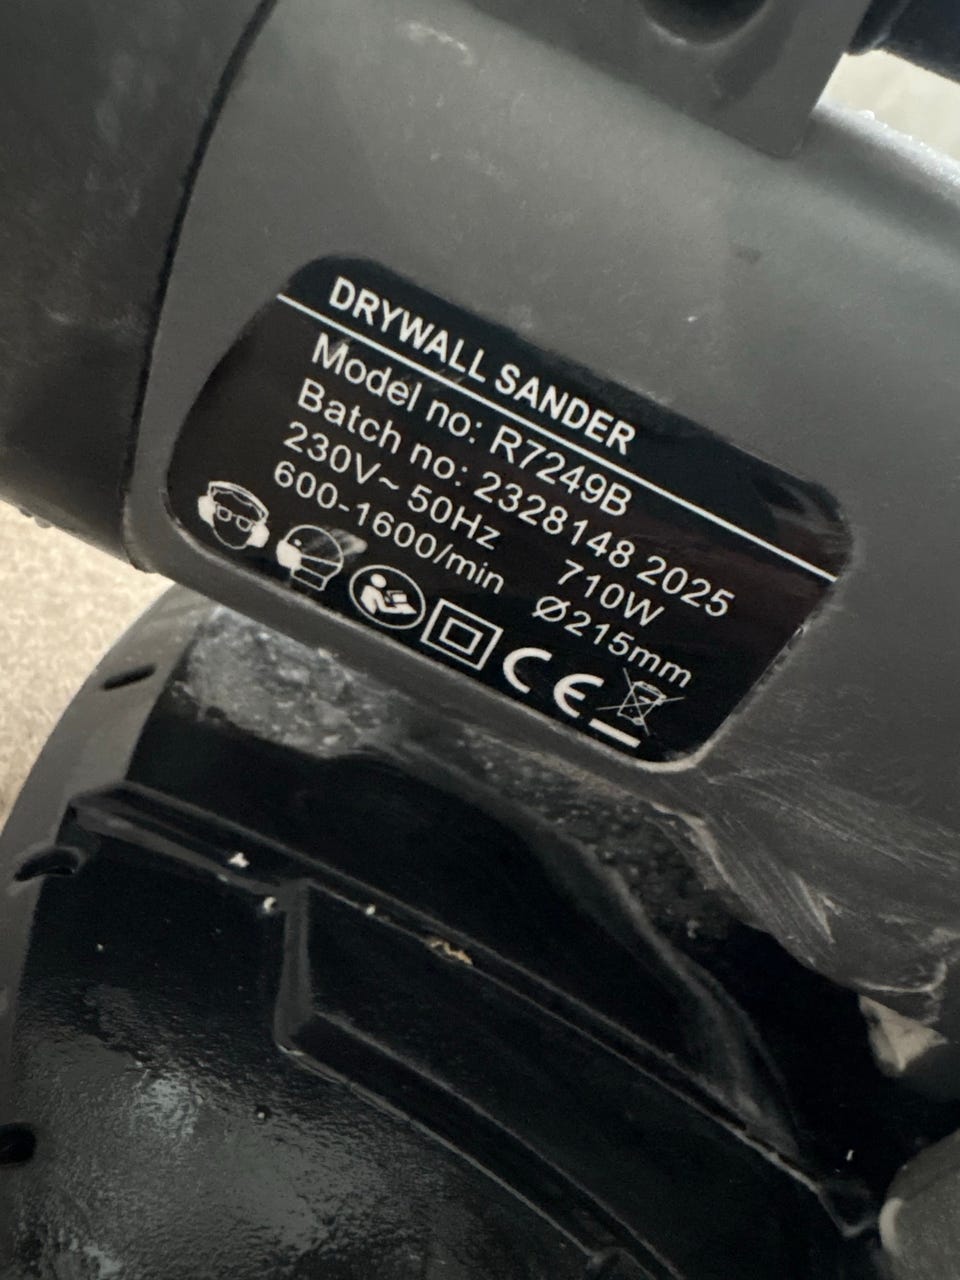 DRYWALL SANDER
Model no: R7249B
Batch no: 2328148 2025
230V~ 50Hz 710W
600-1600/min Ø215mm
CE